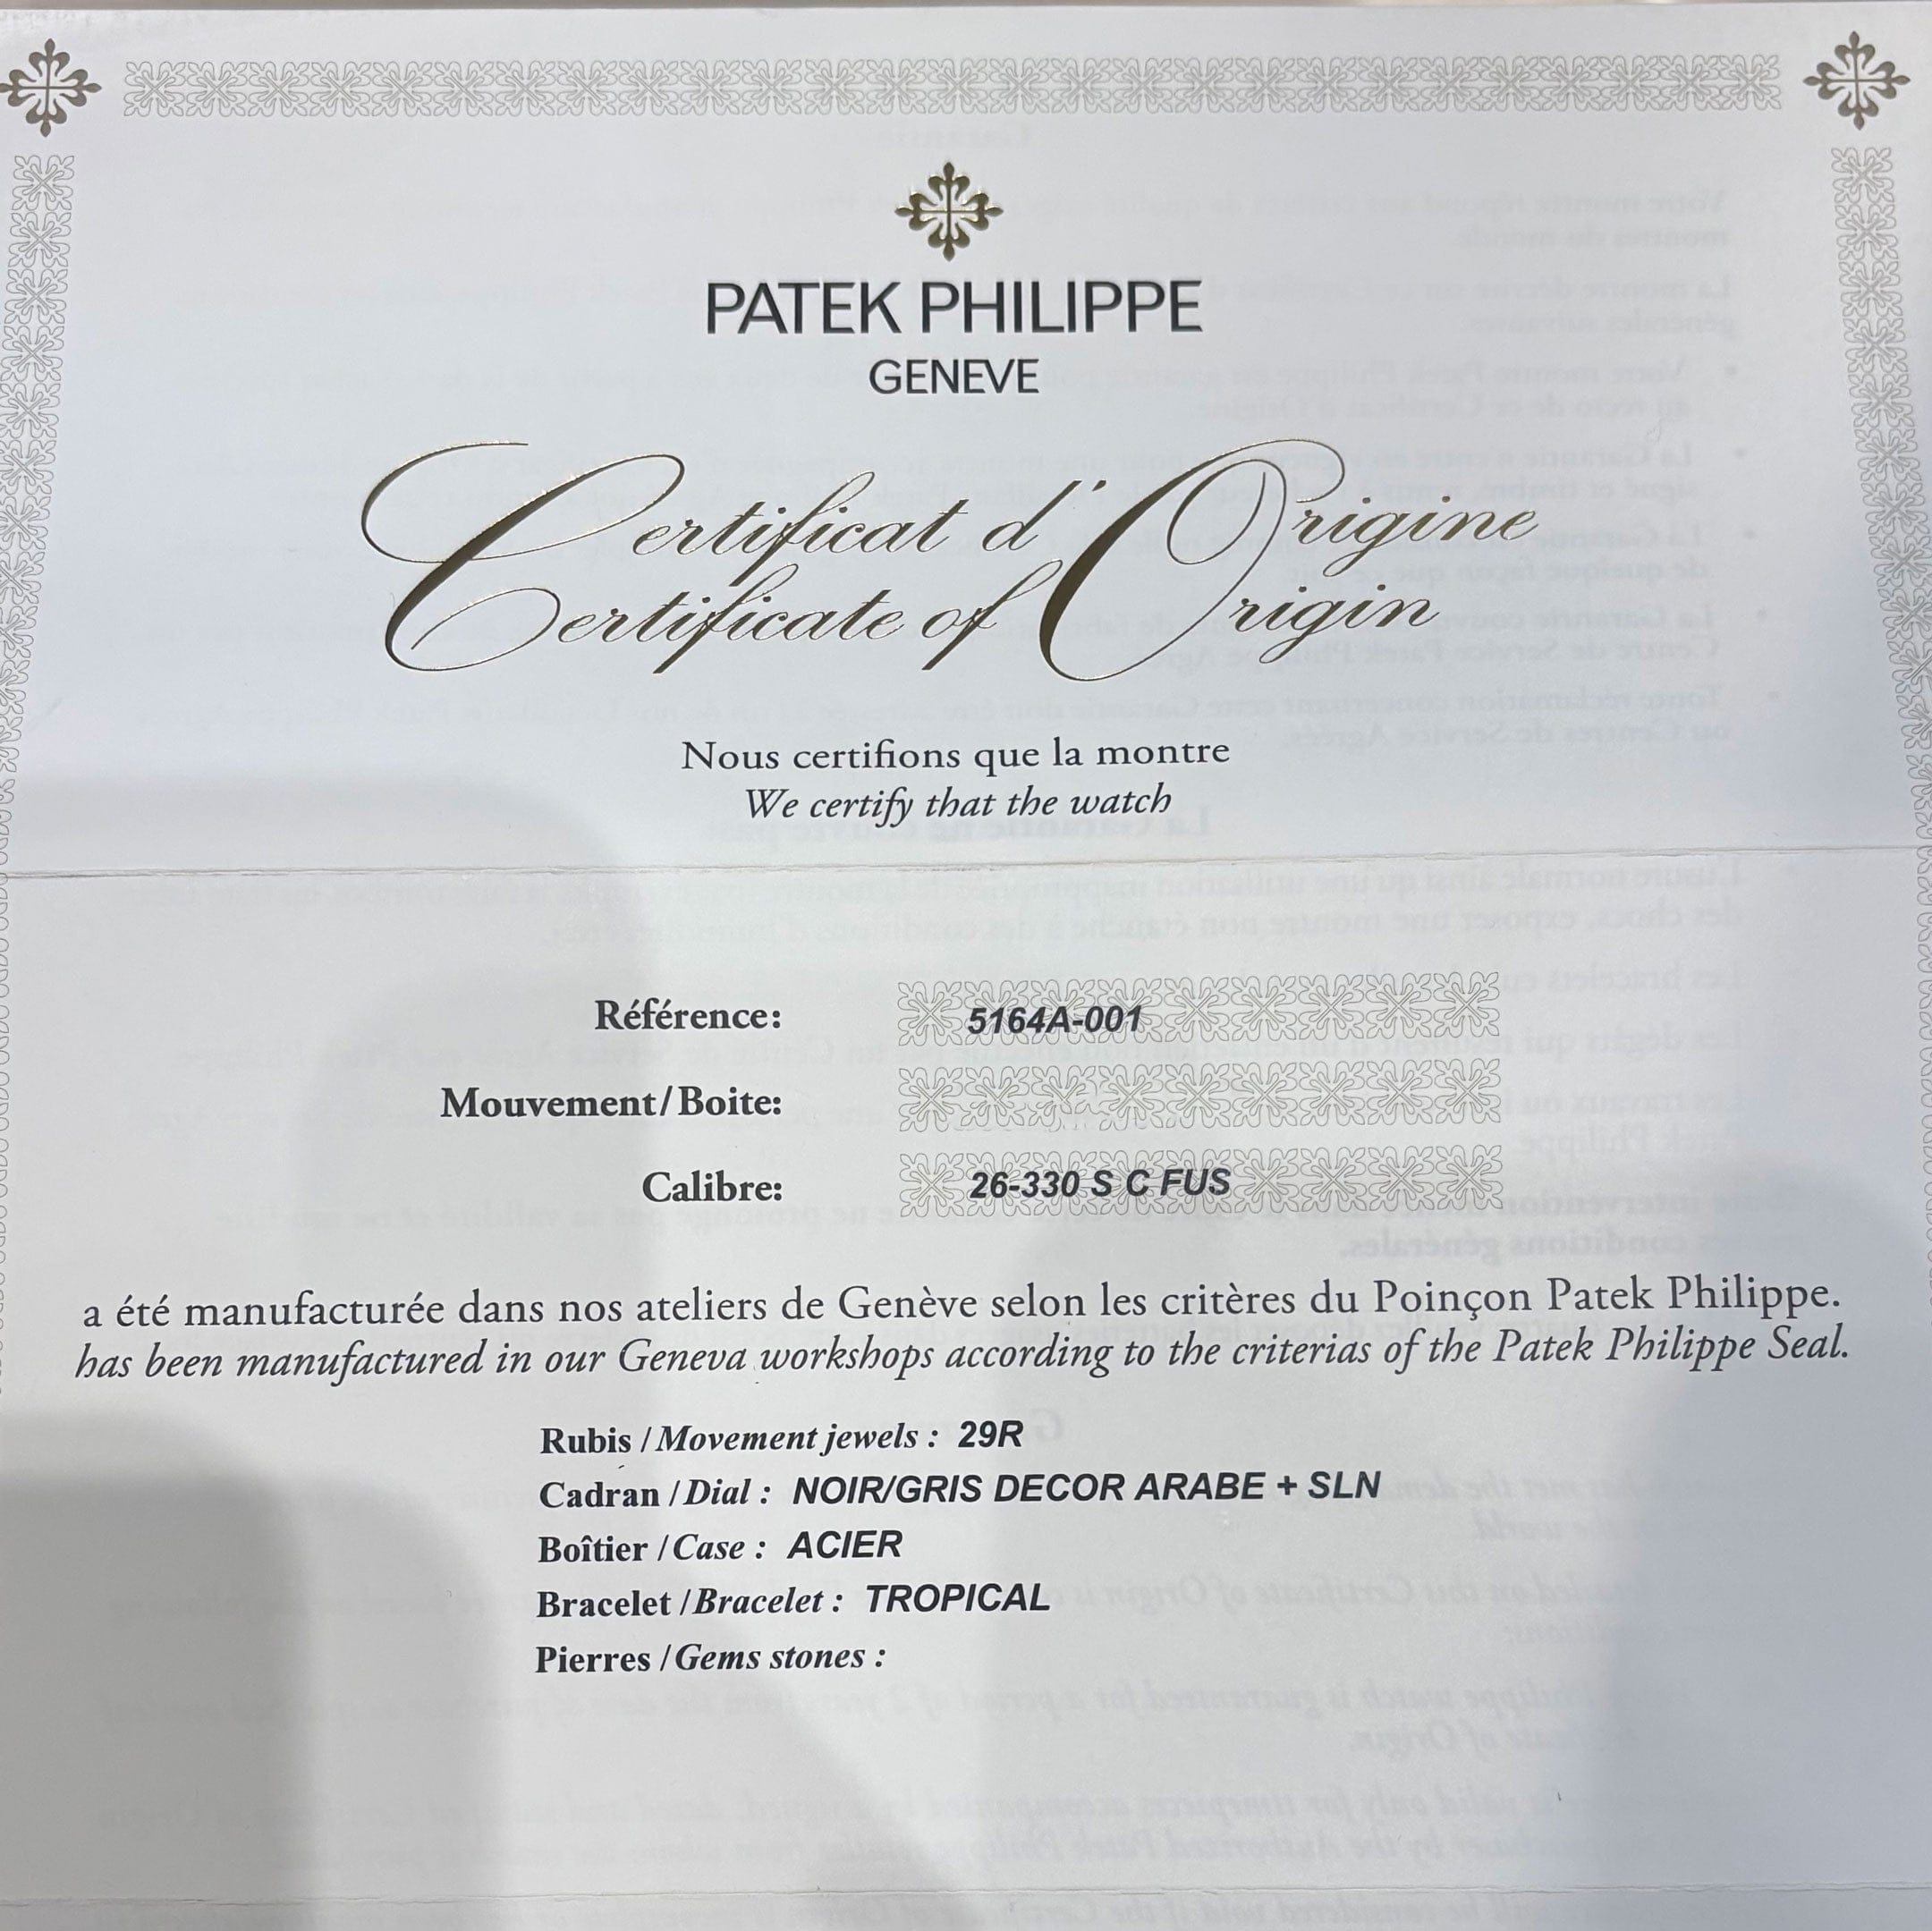 PATEK PHILIPPE
GENEVE
Certificat d'Origine
Certificate of Origin
Nous certifions que la montre
We certify that the watch
Référence: 5164A-001
Mouvement/Boite:
Calibre: 26-330 S C FUS
a été manufacturée dans nos ateliers de Genève selon les critères du Poinçon Patek Philippe.
has been manufactured in our Geneva workshops according to the criterias of the Patek Philippe Seal.
Rubis / Movement jewels : 29R
Cadran / Dial : NOIR/GRIS DECOR ARABE + SLN
Boîtier / Case : ACIER
Bracelet / Bracelet : TROPICAL
Pierres / Gems stones :